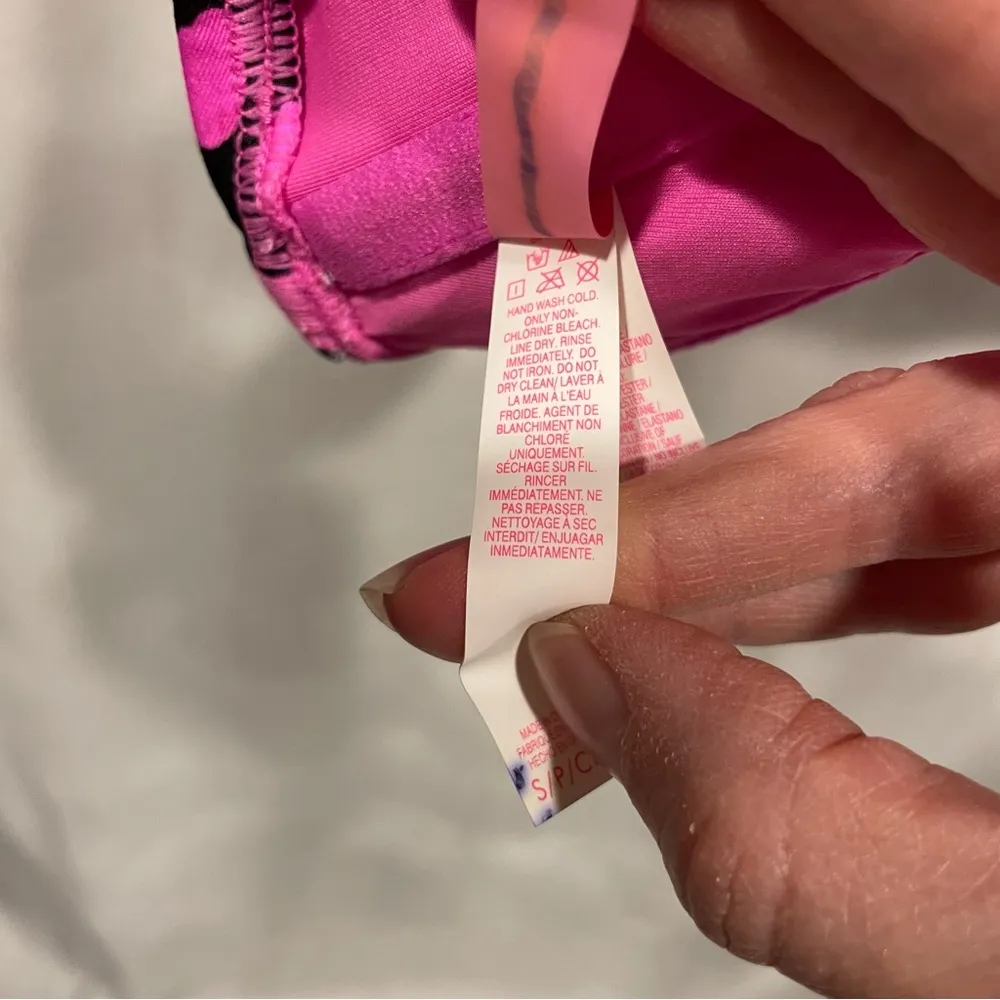 HAND WASH COLD.
ONLY NON-
CHLORINE BLEACH.
LINE DRY. RINSE
IMMEDIATELY. DO
NOT IRON. DO NOT
DRY CLEAN/ LAVER À
LA MAIN À L'EAU
FROIDE. AGENT DE
BLANCHIMENT NON
CHLORÉ
UNIQUEMENT.
SÉCHAGE SUR FIL.
RINCER
IMMÉDIATEMENT. NE
PAS REPASSER.
NETTOYAGE À SEC
INTERDIT/ ENJUAGAR
INMEDIATAMENTE.
MADE
S/P/C